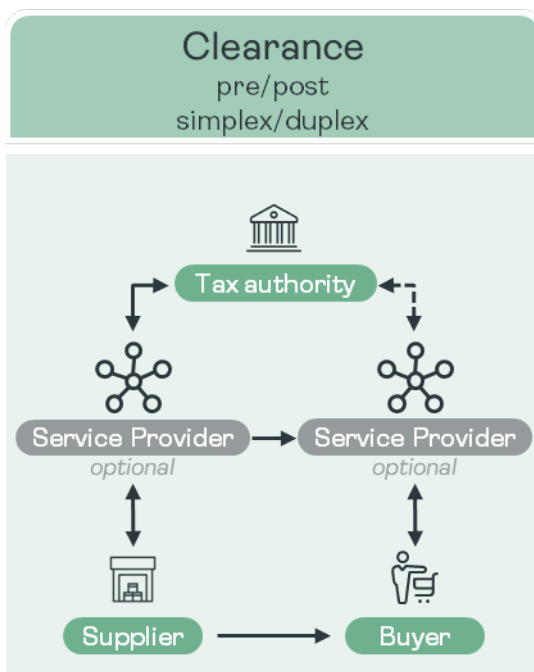 Clearance
pre/post
simplex/duplex
Tax authority
Service Provider
Service Provider
optional
optional
Supplier
Buyer